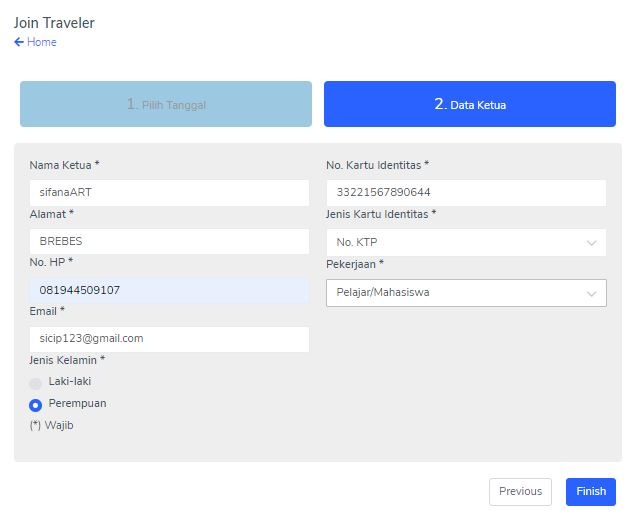 Join Traveler
Home
1. Pilih Tanggal
2. Data Ketua
Nama Ketua *
sifanaART
Alamat *
BREBES
No. HP *
081944509107
Email *
sicip123@gmail.com
Jenis Kelamin *
Laki-laki
Perempuan
(*) Wajib
No. Kartu Identitas *
33221567890644
Jenis Kartu Identitas *
No. KTP
Pekerjaan *
Pelajar/Mahasiswa
Previous
Finish